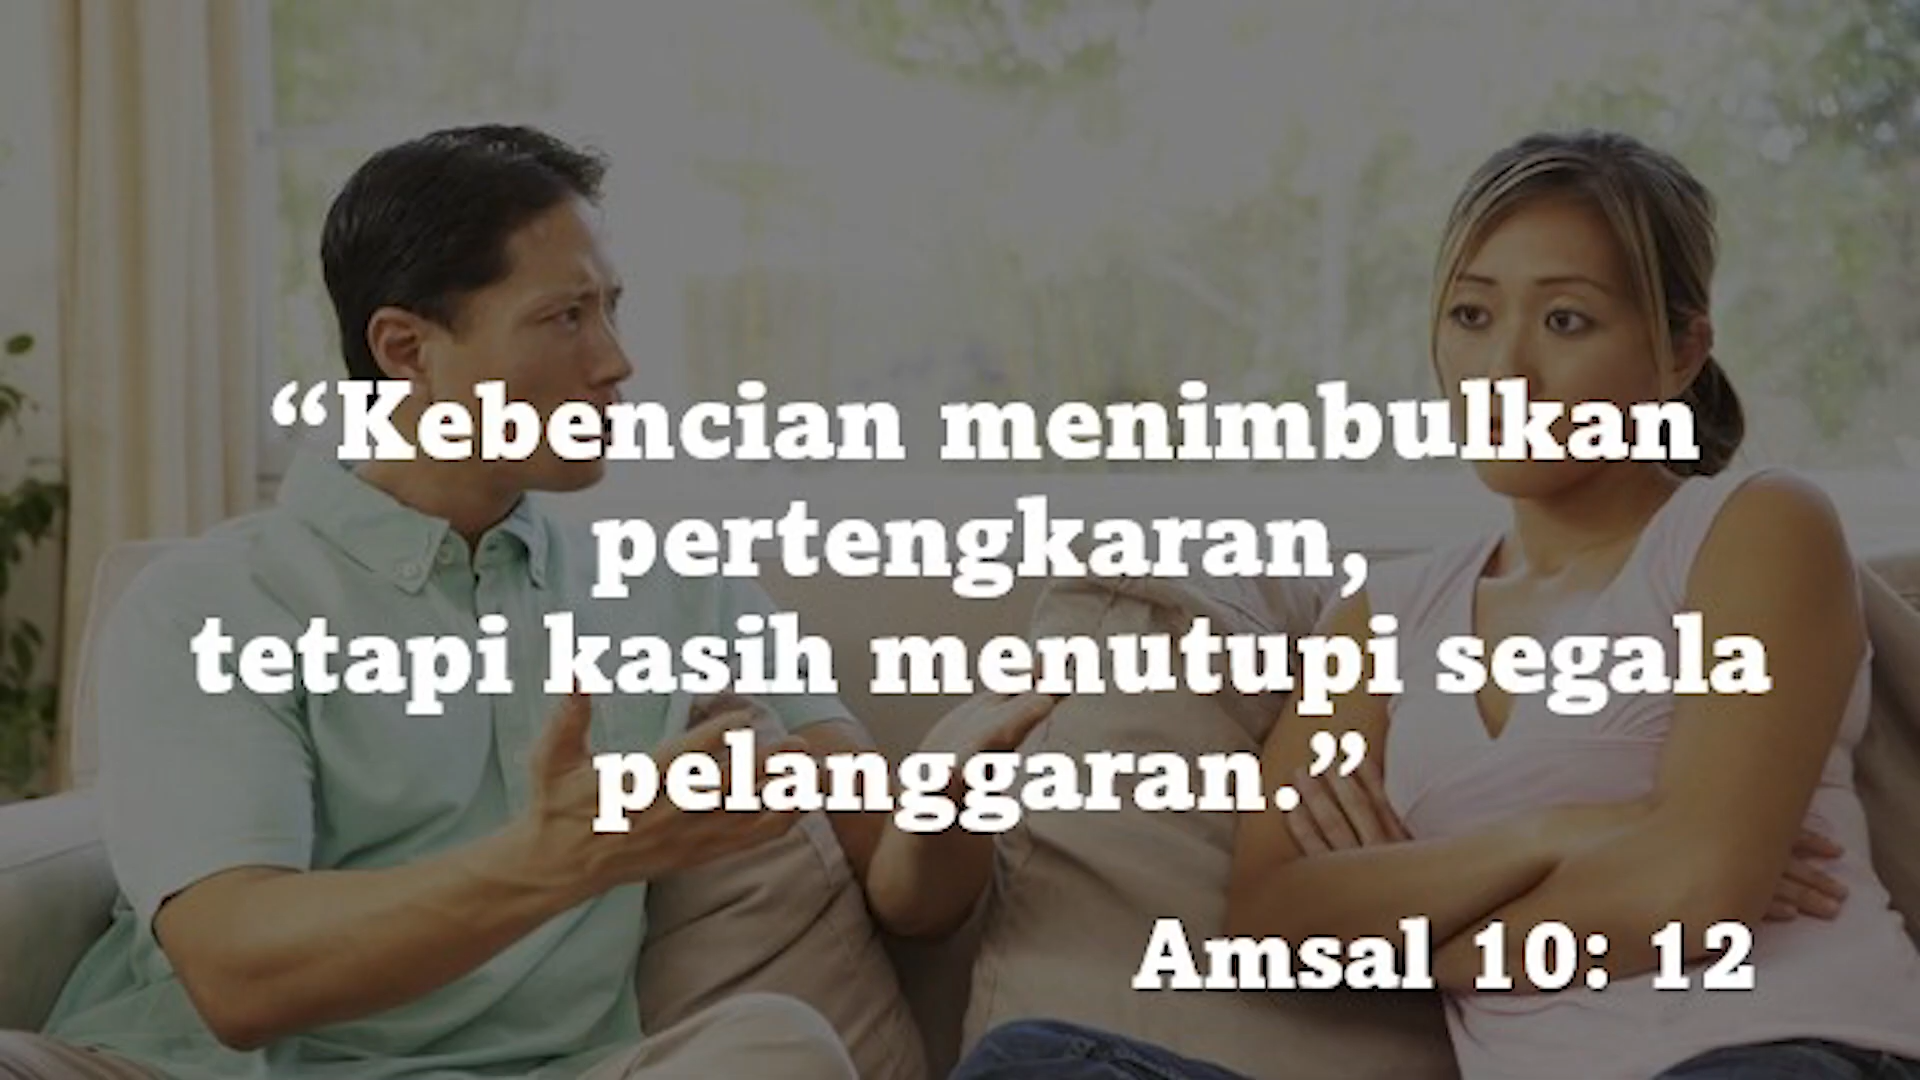 “Kebencian menimbulkan
pertengkaran,
tetapi kasih menutupi segala
pelanggaran.”
Amsal 10: 12